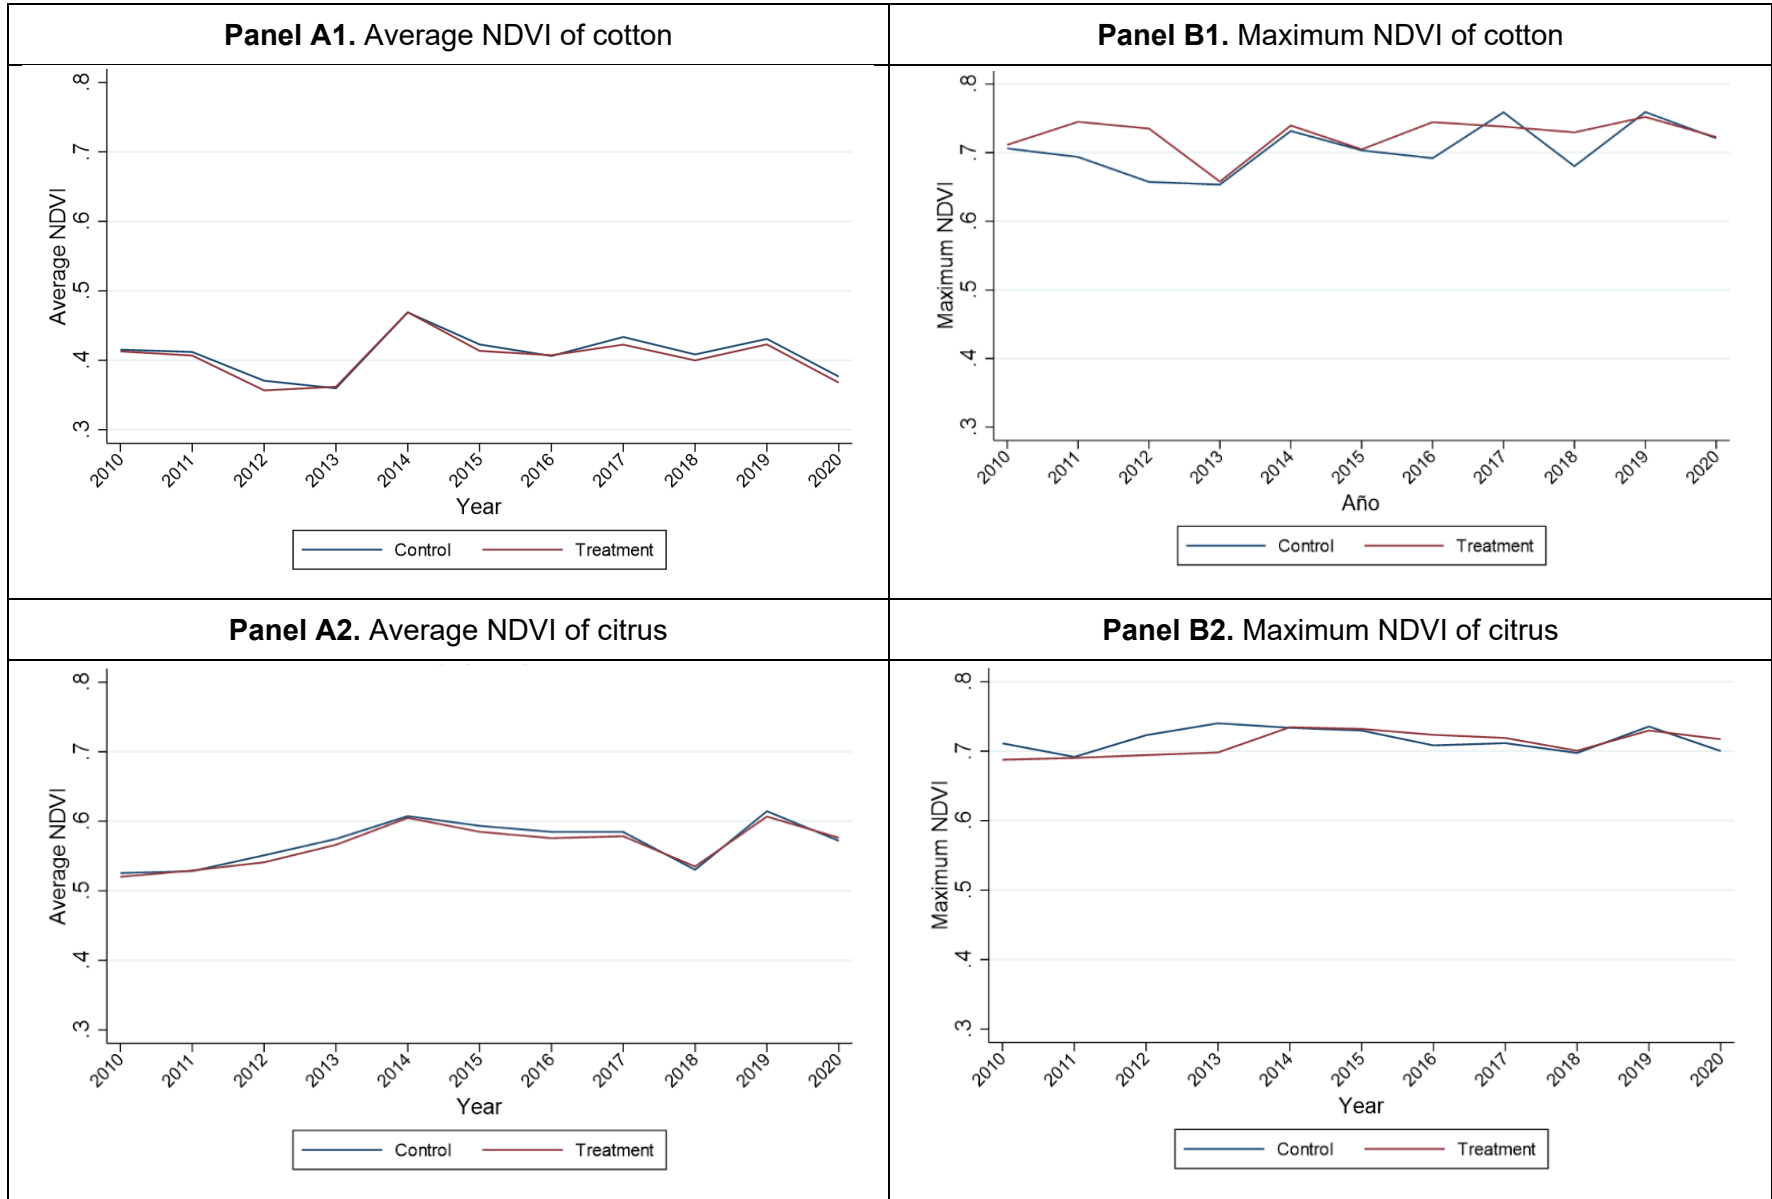 Panel A1. Average NDVI of cotton
Average NDVI
.8
.7
.6
.5
.4
.3
2010 2011 2012 2013 2014 2015 2016 2017 2018 2019 2020
Year
Control Treatment
Panel B1. Maximum NDVI of cotton
Maximum NDVI
.8
.7
.6
.5
.4
.3
2010 2011 2012 2013 2014 2015 2016 2017 2018 2019 2020
Año
Control Treatment
Panel A2. Average NDVI of citrus
Average NDVI
.8
.7
.6
.5
.4
.3
2010 2011 2012 2013 2014 2015 2016 2017 2018 2019 2020
Year
Control Treatment
Panel B2. Maximum NDVI of citrus
Maximum NDVI
.8
.7
.6
.5
.4
.3
2010 2011 2012 2013 2014 2015 2016 2017 2018 2019 2020
Year
Control Treatment